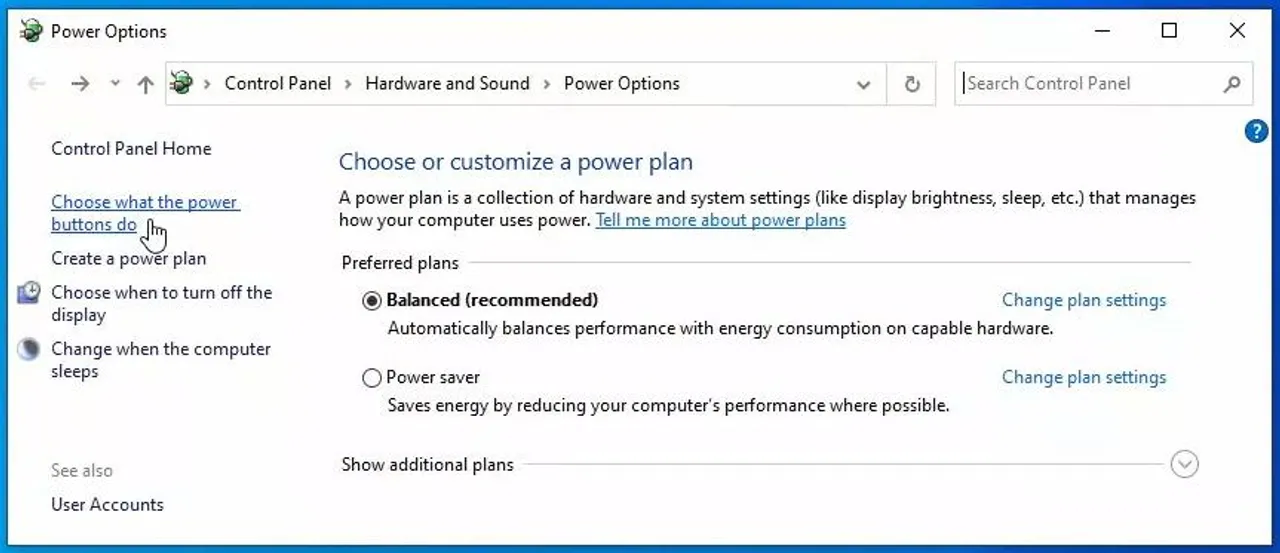 Power Options
Control Panel > Hardware and Sound > Power Options
Search Control Panel
?
Control Panel Home
Choose what the power
buttons do
Create a power plan
Choose when to turn off the
display
Change when the computer
sleeps
See also
User Accounts
Choose or customize a power plan
A power plan is a collection of hardware and system settings (like display brightness, sleep, etc.) that manages
how your computer uses power. Tell me more about power plans
Preferred plans
Balanced (recommended) Change plan settings
Automatically balances performance with energy consumption on capable hardware.
Power saver Change plan settings
Saves energy by reducing your computer's performance where possible.
Show additional plans